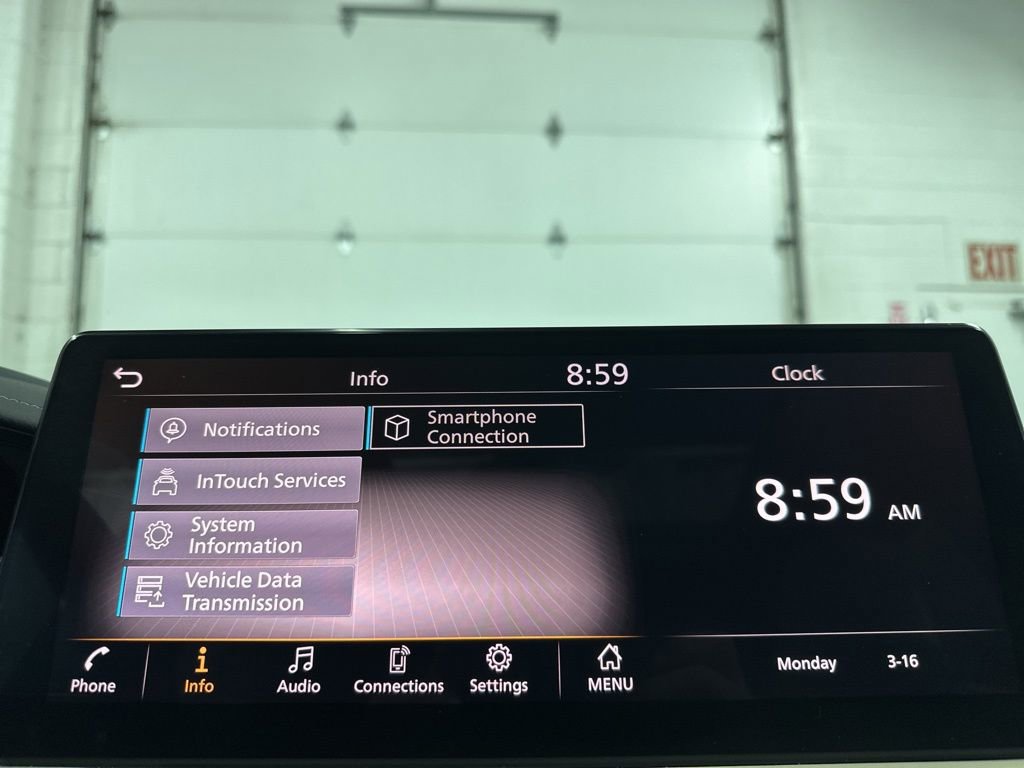 EXIT
Info
8:59
Clock
Notifications
Smartphone
Connection
InTouch Services
System
Information
Vehicle Data
Transmission
8:59 AM
Phone
Info
Audio
Connections
Settings
MENU
Monday
3-16